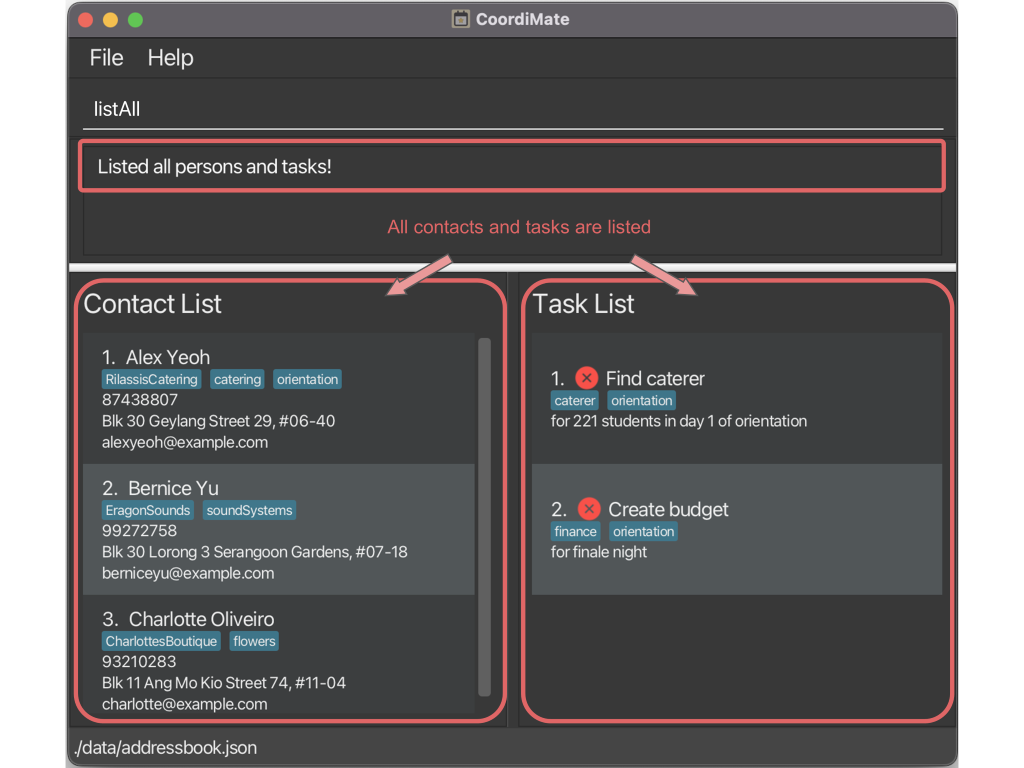 CoordiMate
File Help
listAll
Listed all persons and tasks!
All contacts and tasks are listed
Contact List
1. Alex Yeoh
RilassisCatering catering orientation
87438807
Blk 30 Geylang Street 29, #06-40
alexyeoh@example.com
2. Bernice Yu
EragonSounds soundSystems
99272758
Blk 30 Lorong 3 Serangoon Gardens, #07-18
berniceyu@example.com
3. Charlotte Oliveiro
CharlottesBoutique flowers
93210283
Blk 11 Ang Mo Kio Street 74, #11-04
charlotte@example.com
Task List
1. Find caterer
caterer orientation
for 221 students in day 1 of orientation
2. Create budget
finance orientation
for finale night
./data/addressbook.json